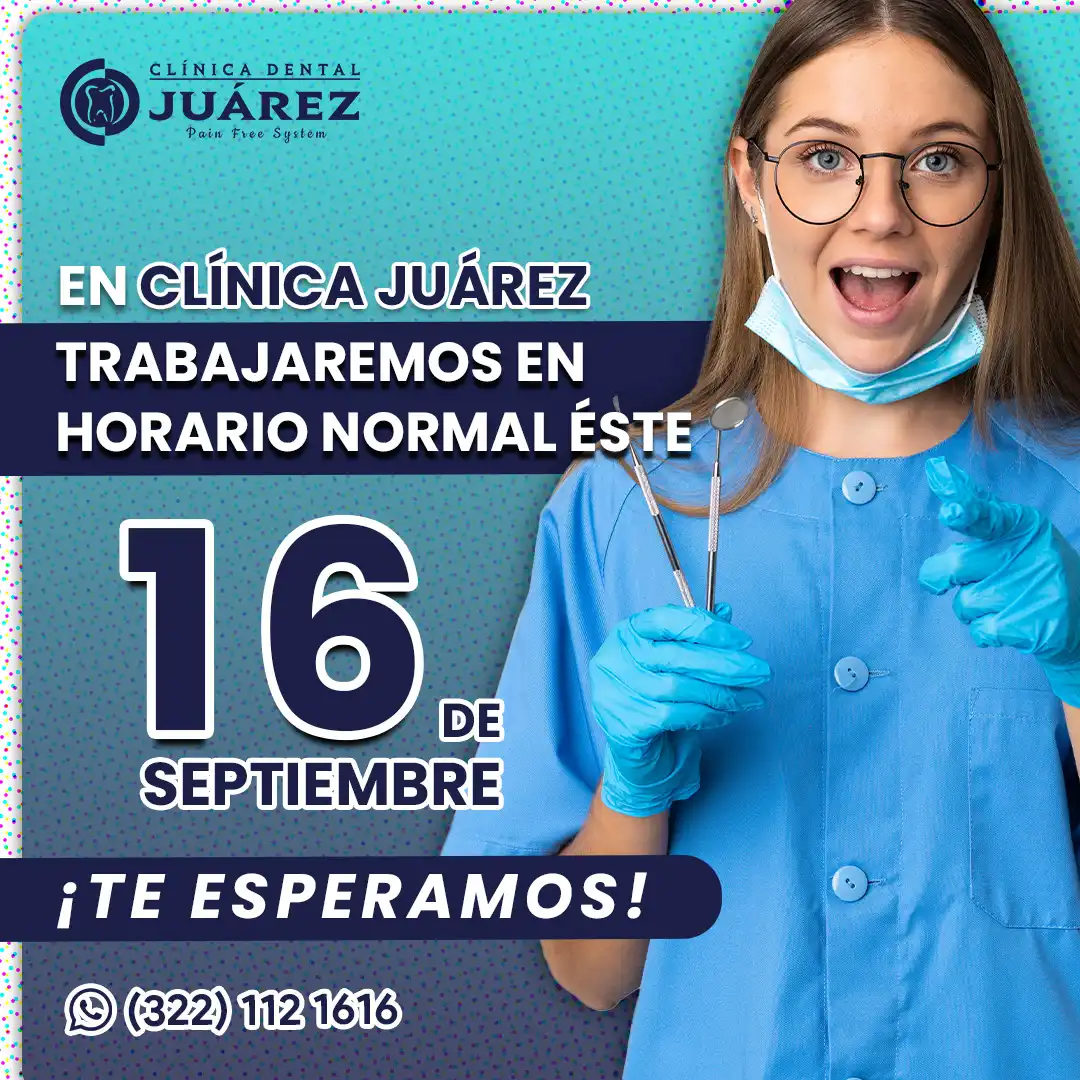 CLÍNICA DENTAL
JUÁREZ
Pain Free System
EN CLÍNICA JUÁREZ
TRABAJAREMOS EN
HORARIO NORMAL ÉSTE
16
DE
SEPTIEMBRE
¡TE ESPERAMOS!
(322) 112 1616